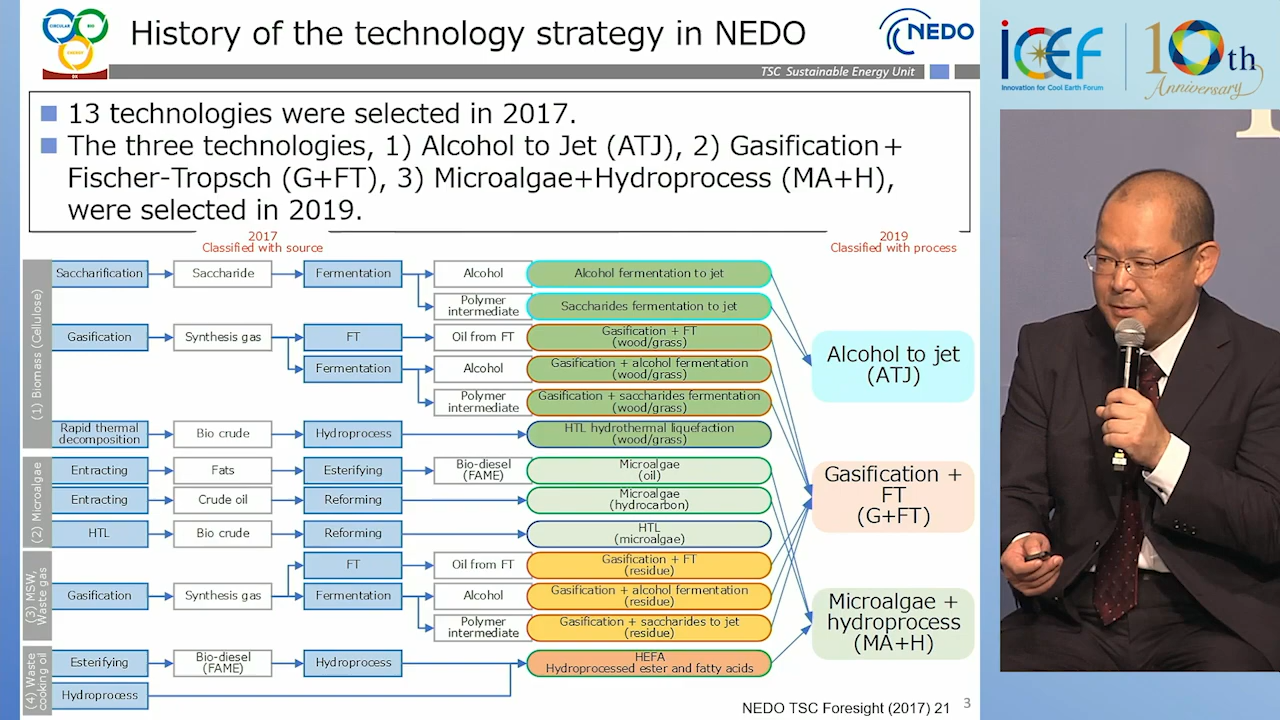 CIRCULAR
BIO
ENERGY
History of the technology strategy in NEDO
NEDO
TSC Sustainable Energy Unit
iCEF
Innovation for Cool Earth Forum
10th
Anniversary
13 technologies were selected in 2017.
The three technologies, 1) Alcohol to Jet (ATJ), 2) Gasification+
Fischer-Tropsch (G+FT), 3) Microalgae+Hydroprocess (MA+H),
were selected in 2019.
2017
Classified with source
2019
Classified with process
(1) Biomass (Cellulose)
Saccharification
Saccharide
Fermentation
Alcohol
Alcohol fermentation to jet
Polymer
intermediate
Saccharides fermentation to jet
Gasification
Synthesis gas
FT
Oil from FT
Gasification + FT
(wood/grass)
Fermentation
Alcohol
Gasification + alcohol fermentation
(wood/grass)
Polymer
intermediate
Gasification + saccharides fermentation
(wood/grass)
Rapid thermal
decomposition
Bio crude
Hydroprocess
HTL hydrothermal liquefaction
(wood/grass)
(2) Microalgae
Entracting
Fats
Esterifying
Bio-diesel
(FAME)
Microalgae
(oil)
Entracting
Crude oil
Reforming
Microalgae
(hydrocarbon)
HTL
Bio crude
Reforming
HTL
(microalgae)
(3) MSW,
Waste gas
FT
Oil from FT
Gasification + FT
(residue)
Gasification
Synthesis gas
Fermentation
Alcohol
Gasification + alcohol fermentation
(residue)
Polymer
intermediate
Gasification + saccharides to jet
(residue)
(4) Waste
cooking oil
Esterifying
Bio-diesel
(FAME)
Hydroprocess
HEFA
Hydroprocessed ester and fatty acids
Hydroprocess
Alcohol to jet
(ATJ)
Gasification +
FT
(G+FT)
Microalgae +
hydroprocess
(MA+H)
NEDO TSC Foresight (2017) 21
3